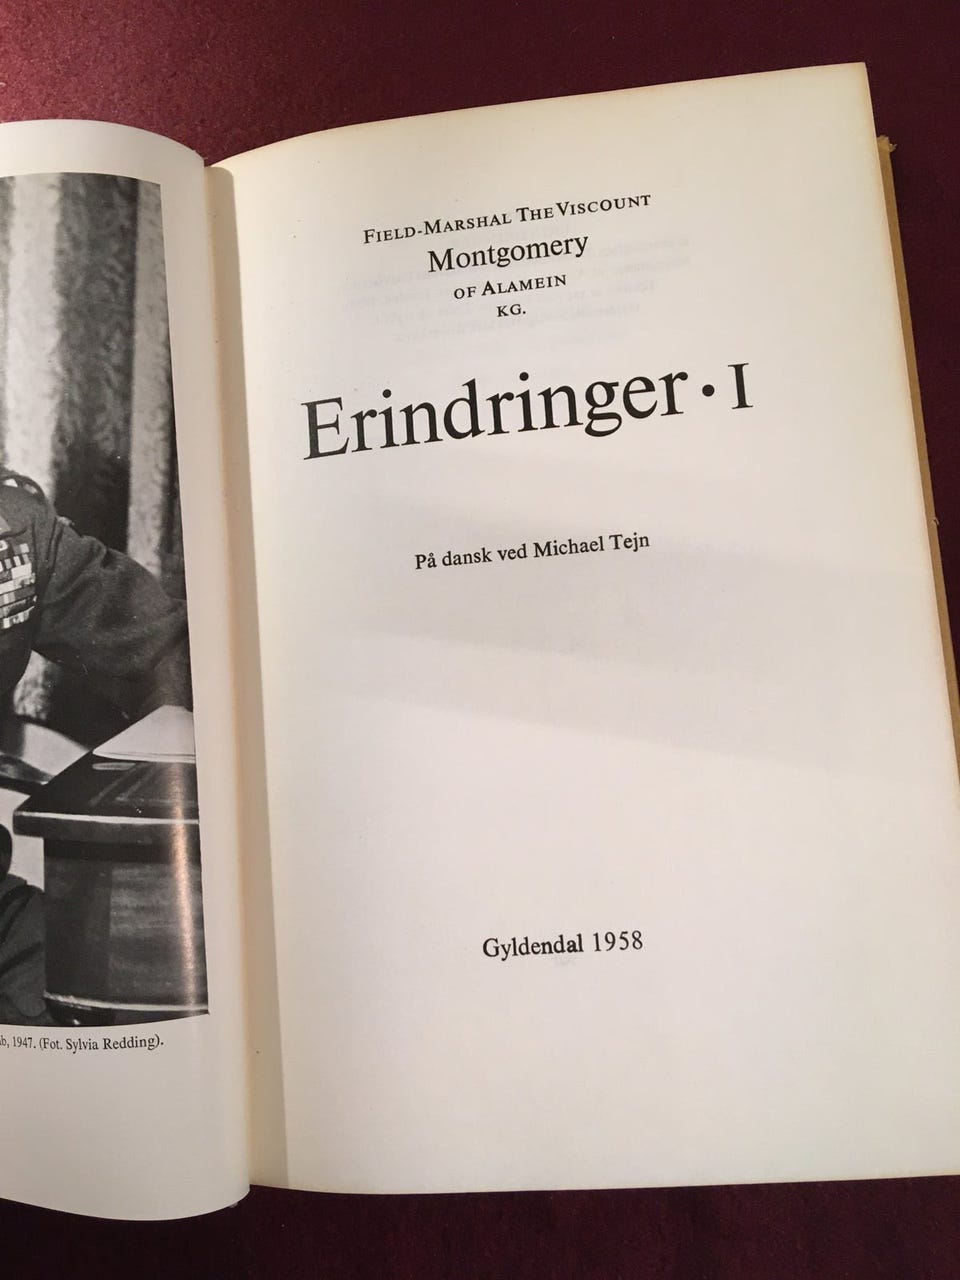 FIELD-MARSHAL THE VISCOUNT
Montgomery
OF ALAMEIN
KG.
Erindringer · I
På dansk ved Michael Tejn
Gyldendal 1958
1947. (Fot. Sylvia Redding).